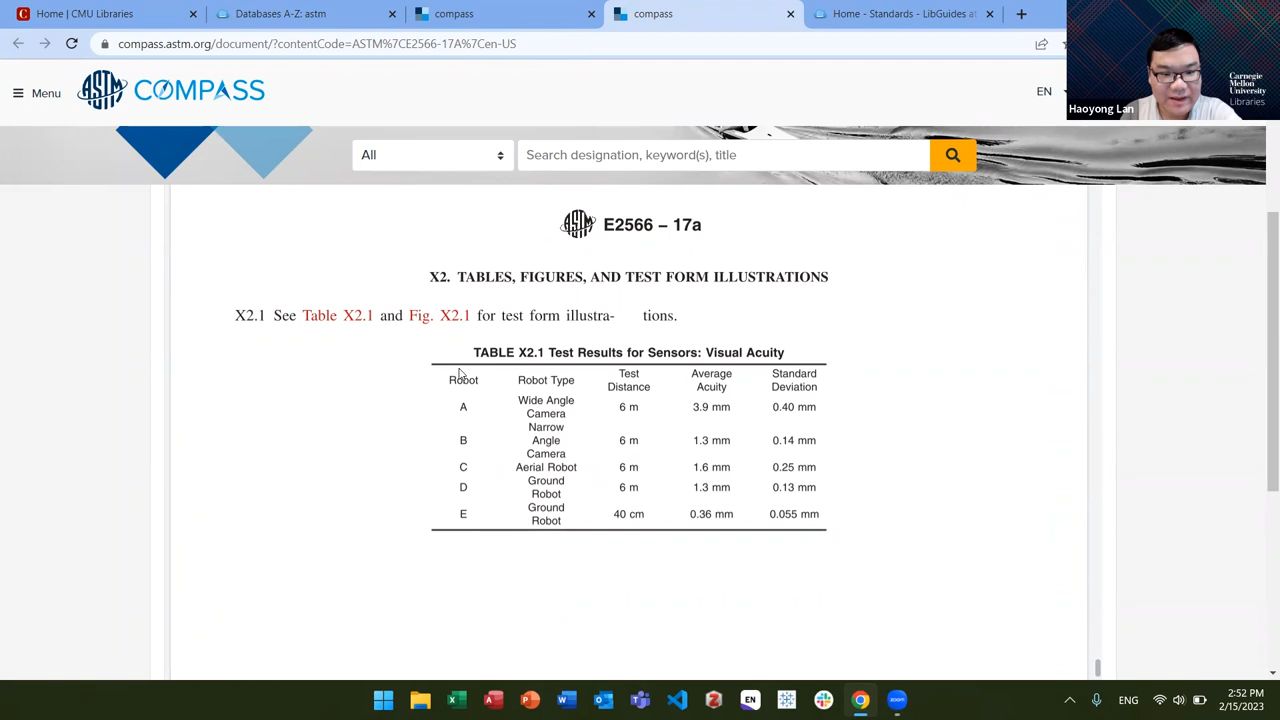 Home | CMU Libraries
Databases A-Z: astm
compass
compass
Home - Standards - LibGuides at
compass.astm.org/document/?contentCode=ASTM%7CE2566-17A%7Cen-US
Menu
ASTM COMPASS
EN
Haoyong Lan
Carnegie
Mellon
University
Libraries
All
Search designation, keyword(s), title
ASTM E2566 – 17a
X2. TABLES, FIGURES, AND TEST FORM ILLUSTRATIONS
X2.1 See Table X2.1 and Fig. X2.1 for test form illustra- tions.
TABLE X2.1 Test Results for Sensors: Visual Acuity
Robot Robot Type Test Distance Average Acuity Standard Deviation
A Wide Angle Camera 6 m 3.9 mm 0.40 mm
B Narrow Angle Camera 6 m 1.3 mm 0.14 mm
C Aerial Robot 6 m 1.6 mm 0.25 mm
D Ground Robot 6 m 1.3 mm 0.13 mm
E Ground Robot 40 cm 0.36 mm 0.055 mm
EN
ENG
2:52 PM
2/15/2023